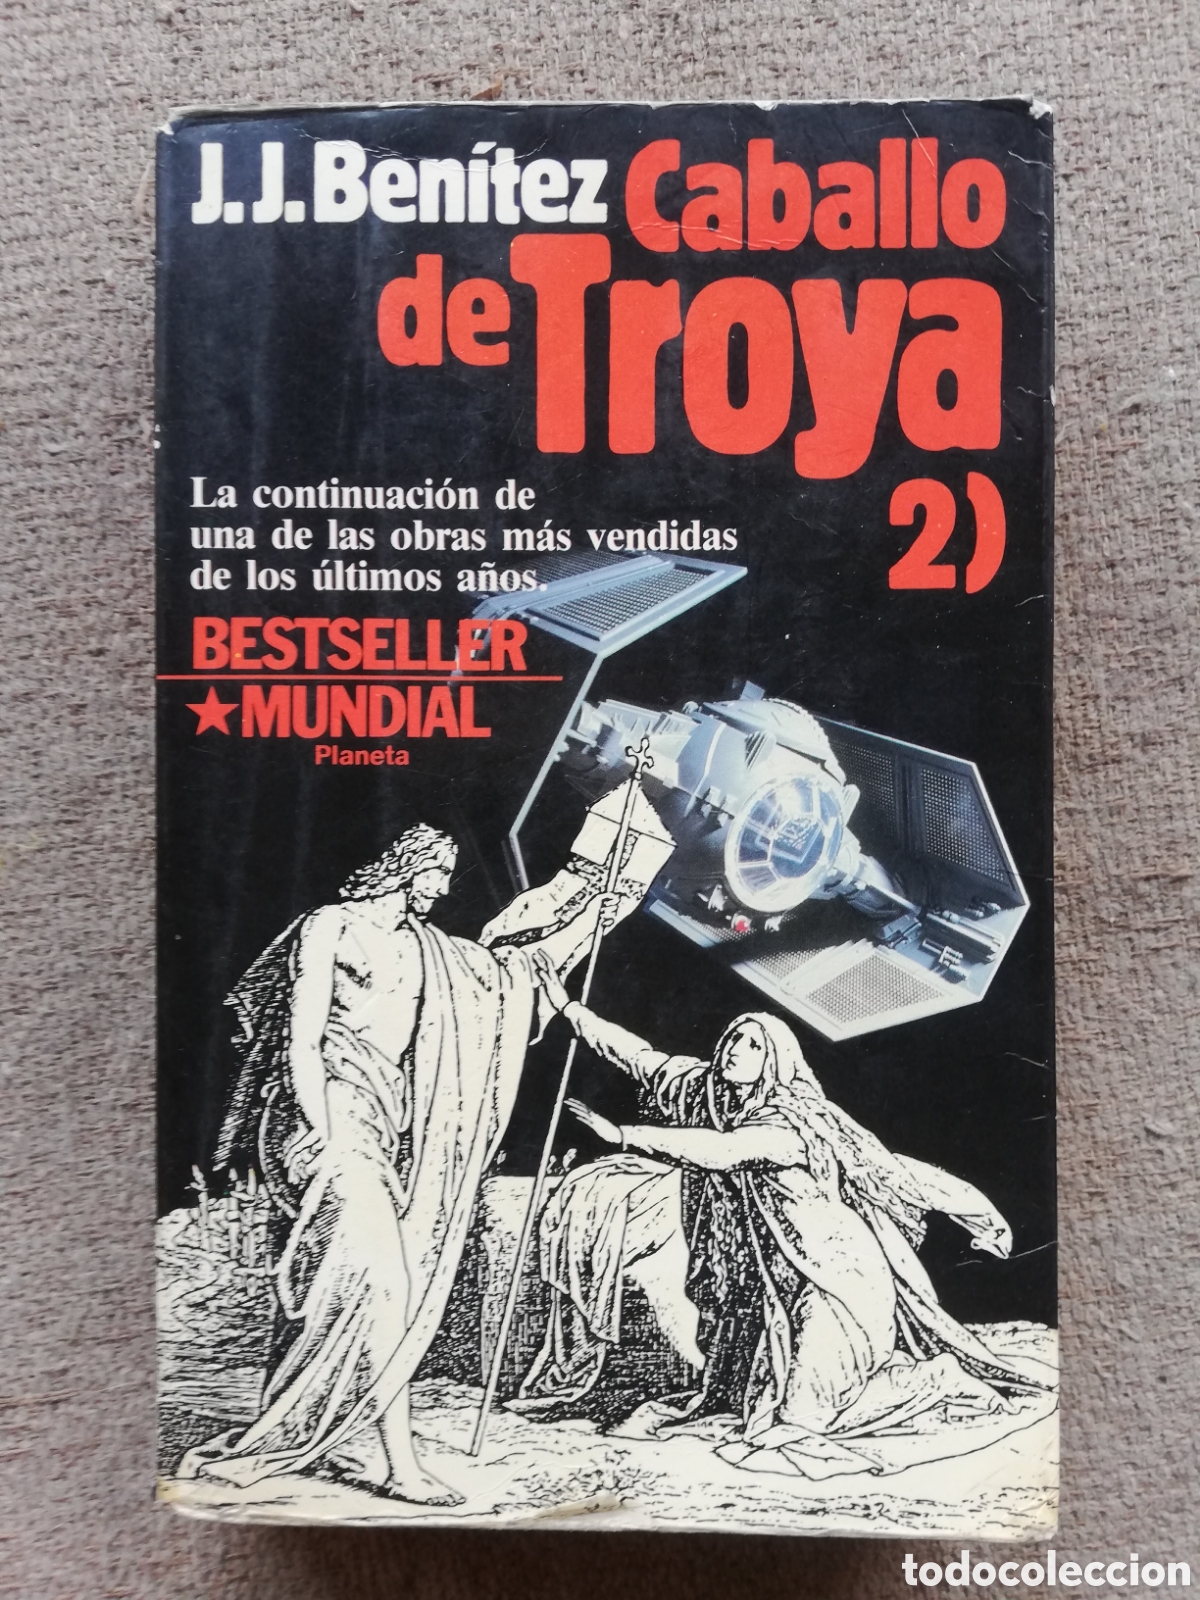 J.J. Benítez Caballo
de Troya
2)
La continuación de
una de las obras más vendidas
de los últimos años.
BESTSELLER
★MUNDIAL
Planeta
todocoleccion